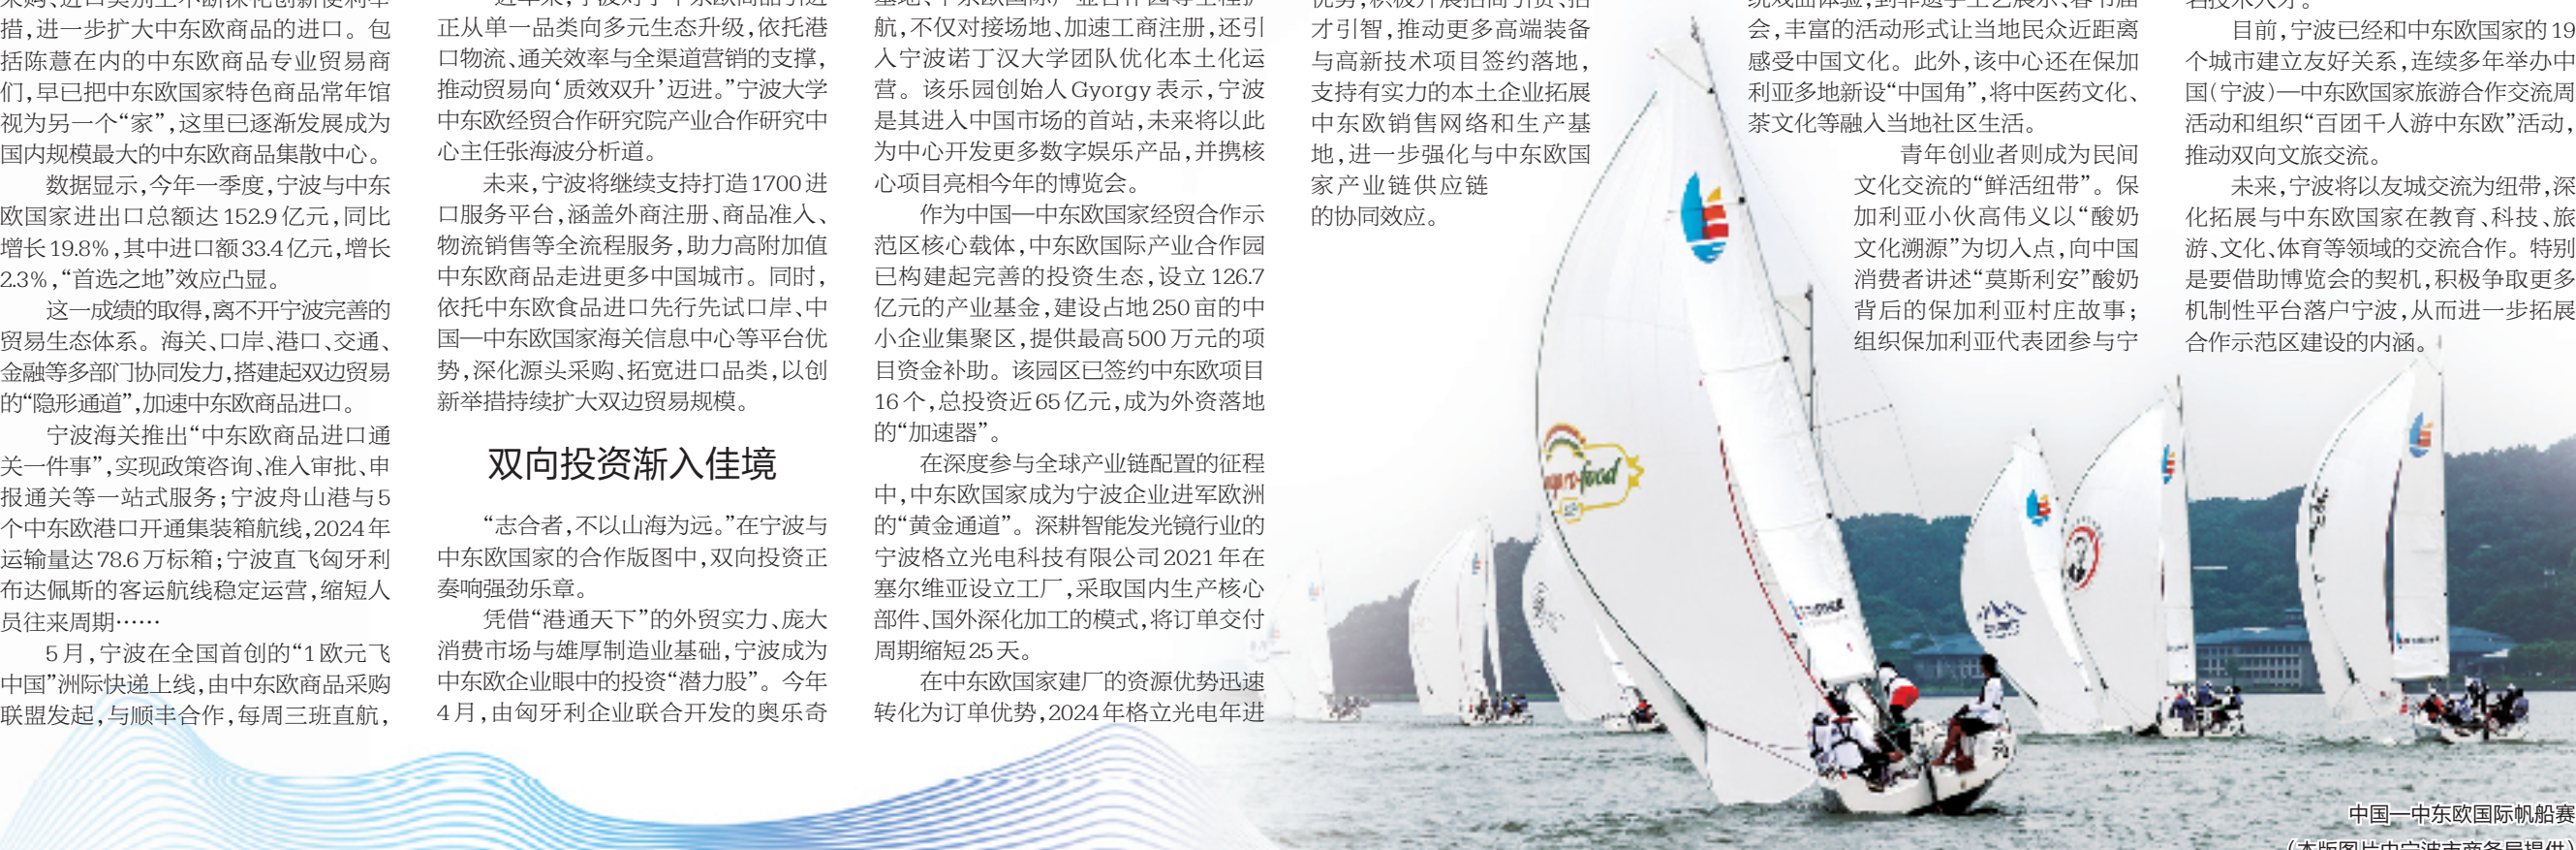 采购、进口类别上不断深化创新便利举
措，进一步扩大中东欧商品的进口。包
括陈薏在内的中东欧商品专业贸易商
们，早已把中东欧国家特色商品常年馆
视为另一个“家”，这里已逐渐发展成为
国内规模最大的中东欧商品集散中心。
数据显示，今年一季度，宁波与中东
欧国家进出口总额达152.9亿元，同比
增长19.8%，其中进口额33.4亿元，增长
2.3%，“首选之地”效应凸显。
这一成绩的取得，离不开宁波完善的
贸易生态体系。海关、口岸、港口、交通、
金融等多部门协同发力，搭建起双边贸易
的“隐形通道”，加速中东欧商品进口。
宁波海关推出“中东欧商品进口通
关一件事”，实现政策咨询、准入审批、申
报通关等一站式服务；宁波舟山港与5
个中东欧港口开通集装箱航线，2024年
运输量达78.6万标箱；宁波直飞匈牙利
布达佩斯的客运航线稳定运营，缩短人
员往来周期……
5月，宁波在全国首创的“1欧元飞
中国”洲际快递上线，由中东欧商品采购
联盟发起，与顺丰合作，每周三班直航，
正从单一品类向多元生态升级，依托港
口物流、通关效率与全渠道营销的支撑，
推动贸易向‘质效双升’迈进。”宁波大学
中东欧经贸合作研究院产业合作研究中
心主任张海波分析道。
未来，宁波将继续支持打造1700进
口服务平台，涵盖外商注册、商品准入、
物流销售等全流程服务，助力高附加值
中东欧商品走进更多中国城市。同时，
依托中东欧食品进口先行先试口岸、中
国—中东欧国家海关信息中心等平台优
势，深化源头采购、拓宽进口品类，以创
新举措持续扩大双边贸易规模。
双向投资渐入佳境
“志合者，不以山海为远。”在宁波与
中东欧国家的合作版图中，双向投资正
奏响强劲乐章。
凭借“港通天下”的外贸实力、庞大
消费市场与雄厚制造业基础，宁波成为
中东欧企业眼中的投资“潜力股”。今年
4月，由匈牙利企业联合开发的奥乐奇
航，不仅对接场地、加速工商注册，还引
入宁波诺丁汉大学团队优化本土化运
营。该乐园创始人Gyorgy表示，宁波
是其进入中国市场的首站，未来将以此
为中心开发更多数字娱乐产品，并携核
心项目亮相今年的博览会。
作为中国—中东欧国家经贸合作示
范区核心载体，中东欧国际产业合作园
已构建起完善的投资生态，设立126.7
亿元的产业基金，建设占地250亩的中
小企业集聚区，提供最高500万元的项
目资金补助。该园区已签约中东欧项目
16个，总投资近65亿元，成为外资落地
的“加速器”。
在深度参与全球产业链配置的征程
中，中东欧国家成为宁波企业进军欧洲
的“黄金通道”。深耕智能发光镜行业的
宁波格立光电科技有限公司2021年在
塞尔维亚设立工厂，采取国内生产核心
部件、国外深化加工的模式，将订单交付
周期缩短25天。
在中东欧国家建厂的资源优势迅速
转化为订单优势，2024年格立光电年进
优势，积极开展招商引资、招
才引智，推动更多高端装备
与高新技术项目签约落地，
支持有实力的本土企业拓展
中东欧销售网络和生产基
地，进一步强化与中东欧国
家产业链供应链
的协同效应。
会，丰富的活动形式让当地民众近距离
感受中国文化。此外，该中心还在保加
利亚多地新设“中国角”，将中医药文化、
茶文化等融入当地社区生活。
青年创业者则成为民间
文化交流的“鲜活纽带”。保
加利亚小伙高伟义以“酸奶
文化溯源”为切入点，向中国
消费者讲述“莫斯利安”酸奶
背后的保加利亚村庄故事；
组织保加利亚代表团参与宁
目前，宁波已经和中东欧国家的19
个城市建立友好关系，连续多年举办中
国（宁波）—中东欧国家旅游合作交流周
活动和组织“百团千人游中东欧”活动，
推动双向文旅交流。
未来，宁波将以友城交流为纽带，深
化拓展与中东欧国家在教育、科技、旅
游、文化、体育等领域的交流合作。特别
是要借助博览会的契机，积极争取更多
机制性平台落户宁波，从而进一步拓展
合作示范区建设的内涵。
中国—中东欧国际帆船赛
（本版图片由宁波市商务局提供）